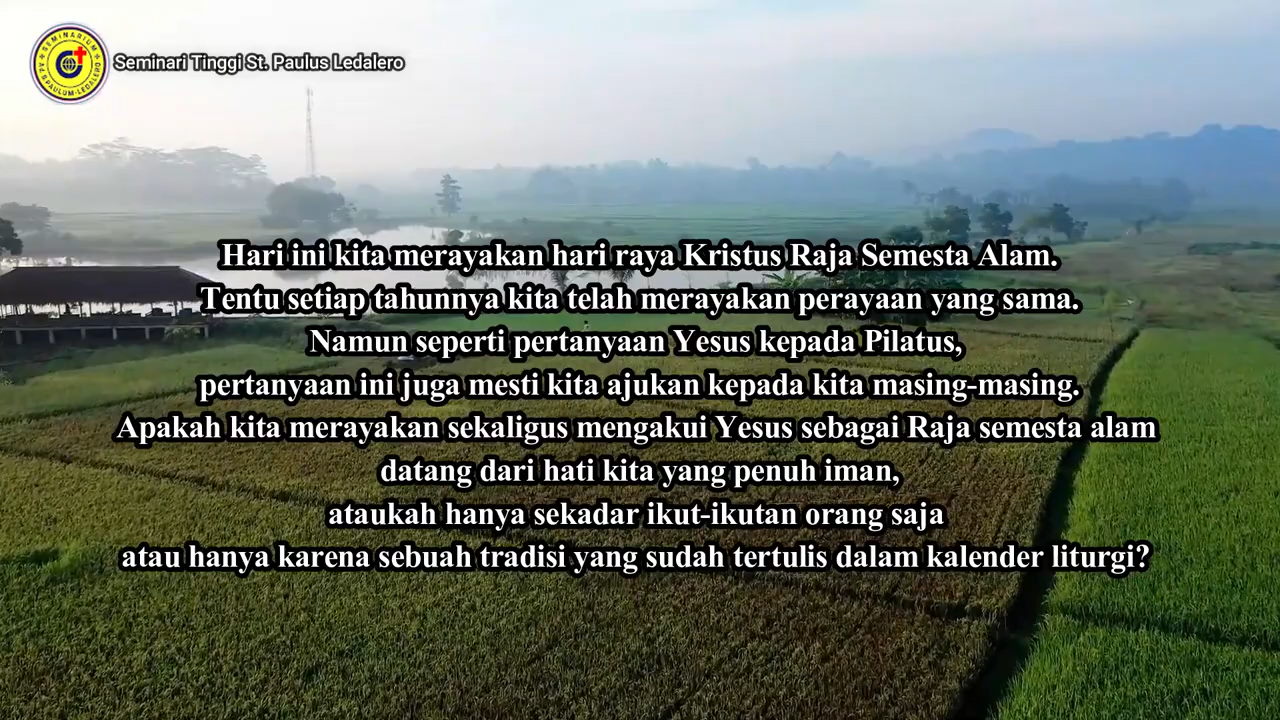 SEMINARIUM
Seminari Tinggi St. Paulus Ledalero
Hari ini kita merayakan hari raya Kristus Raja Semesta Alam.
Tentu setiap tahunnya kita telah merayakan perayaan yang sama.
Namun seperti pertanyaan Yesus kepada Pilatus,
pertanyaan ini juga mesti kita ajukan kepada kita masing-masing.
Apakah kita merayakan sekaligus mengakui Yesus sebagai Raja semesta alam
datang dari hati kita yang penuh iman,
ataukah hanya sekadar ikut-ikutan orang saja
atau hanya karena sebuah tradisi yang sudah tertulis dalam kalender liturgi?